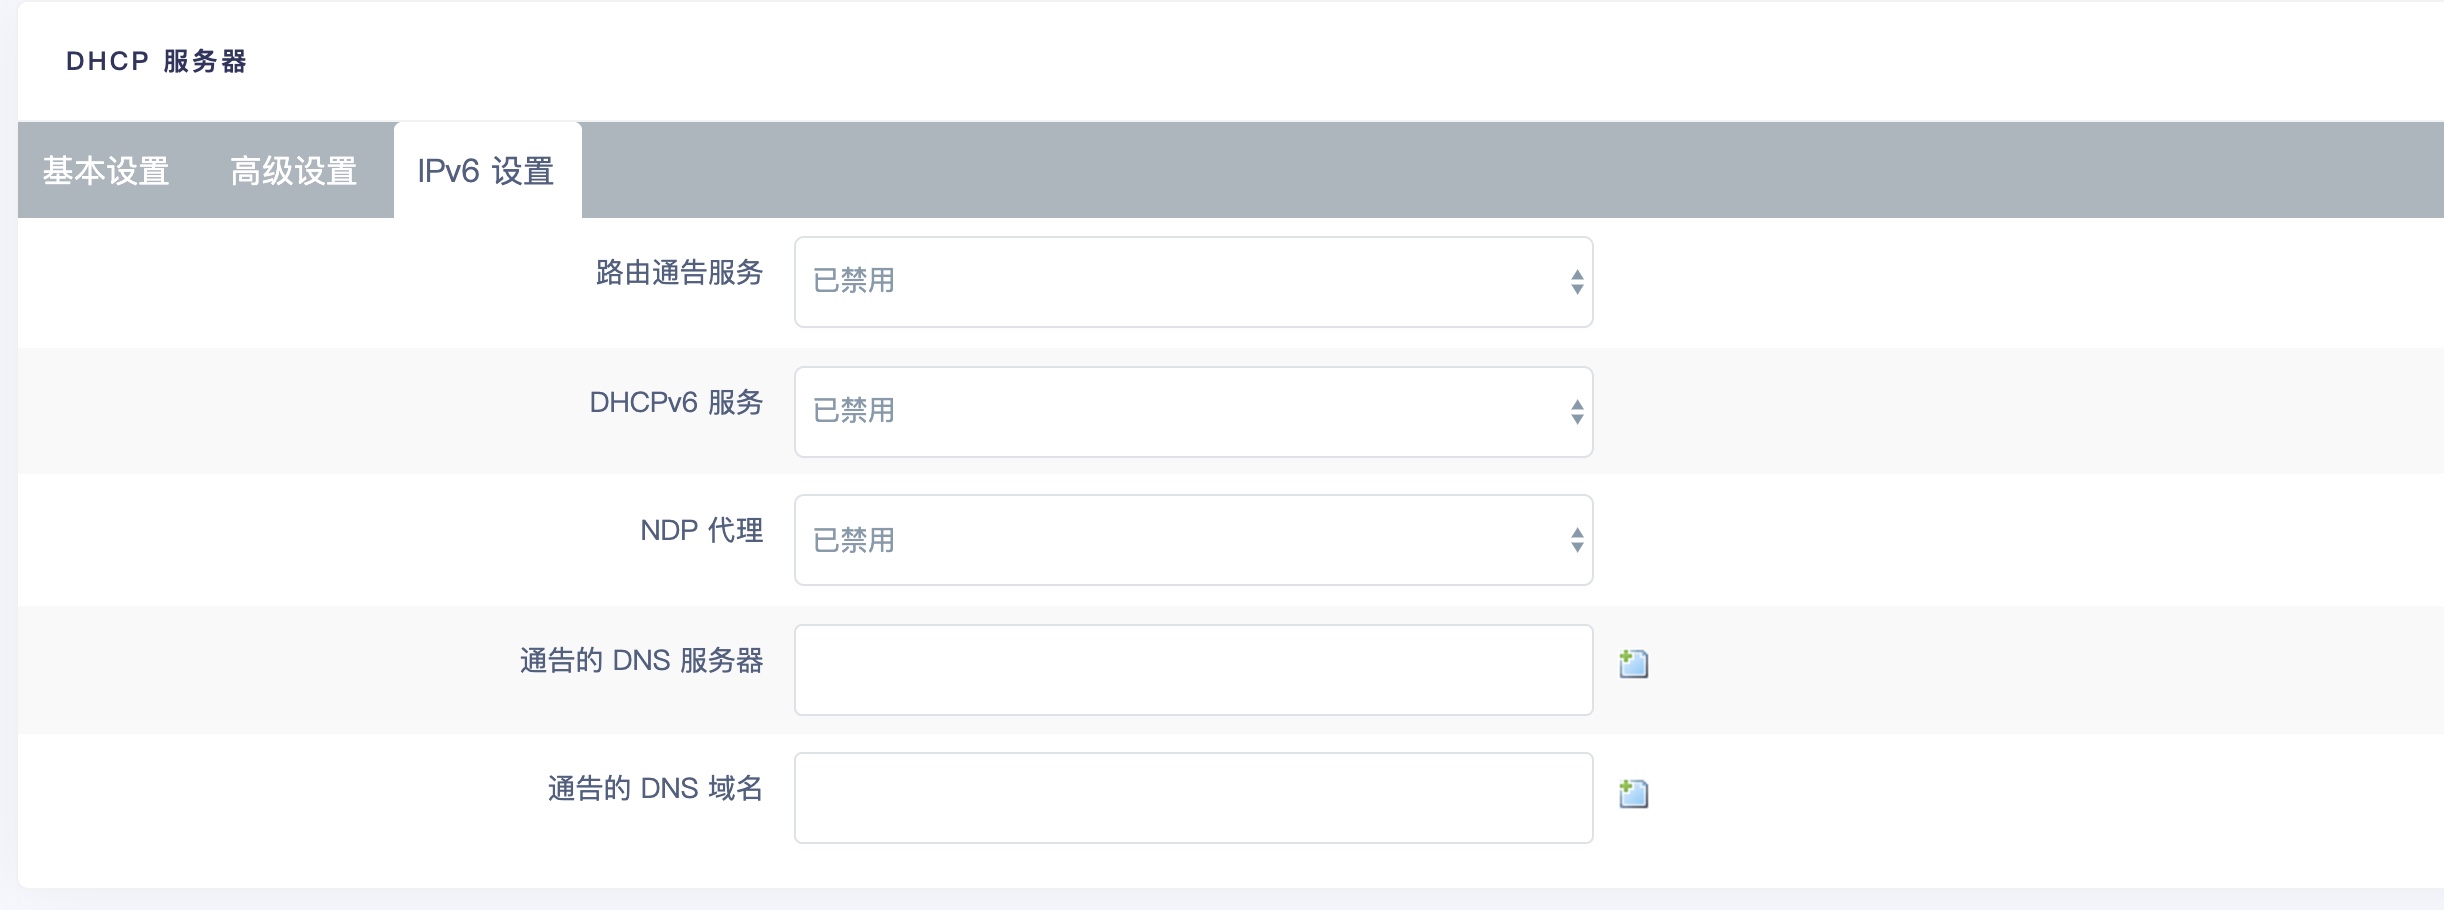 DHCP 服务器
基本设置 高级设置 IPv6 设置
路由通告服务 已禁用
DHCPv6 服务 已禁用
NDP 代理 已禁用
通告的 DNS 服务器
通告的 DNS 域名